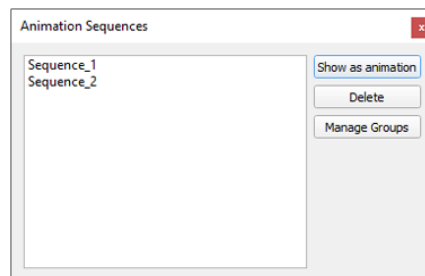 Animation Sequences
Sequence_1
Sequence_2
Show as animation
Delete
Manage Groups